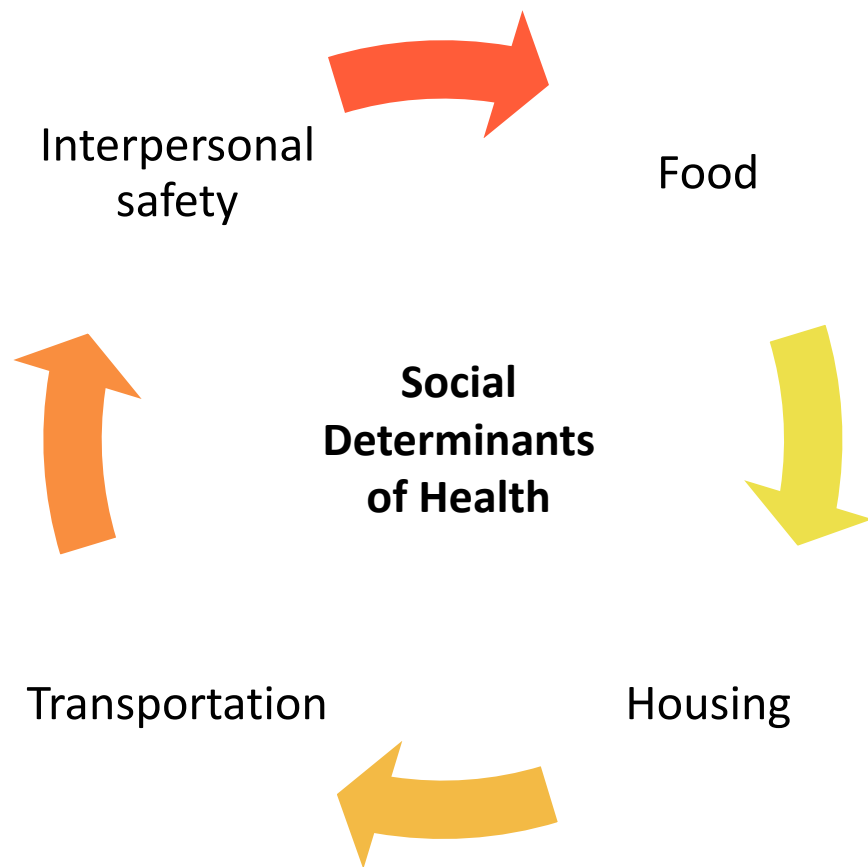 Interpersonal
safety
Food
Social
Determinants
of Health
Transportation
Housing